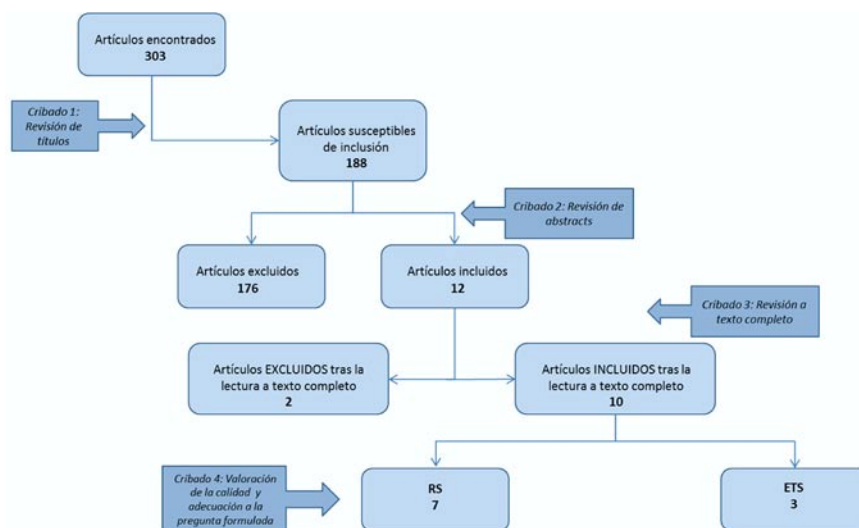 Artículos encontrados
303
Cribado 1:
Revisión de
títulos
Artículos susceptibles
de inclusión
188
Cribado 2: Revisión de
abstracts
Artículos excluidos
176
Artículos incluidos
12
Cribado 3: Revisión a
texto completo
Artículos EXCLUIDOS tras la
lectura a texto completo
2
Artículos INCLUIDOS tras la
lectura a texto completo
10
Cribado 4: Valoración
de la calidad y
adecuación a la
pregunta formulada
RS
7
ETS
3